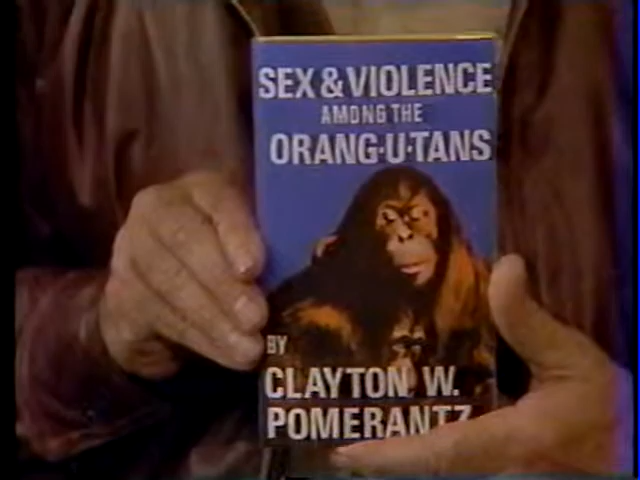 SEX & VIOLENCE
AMONG THE
ORANG·U·TANS
BY
CLAYTON W.
POMERANTZ